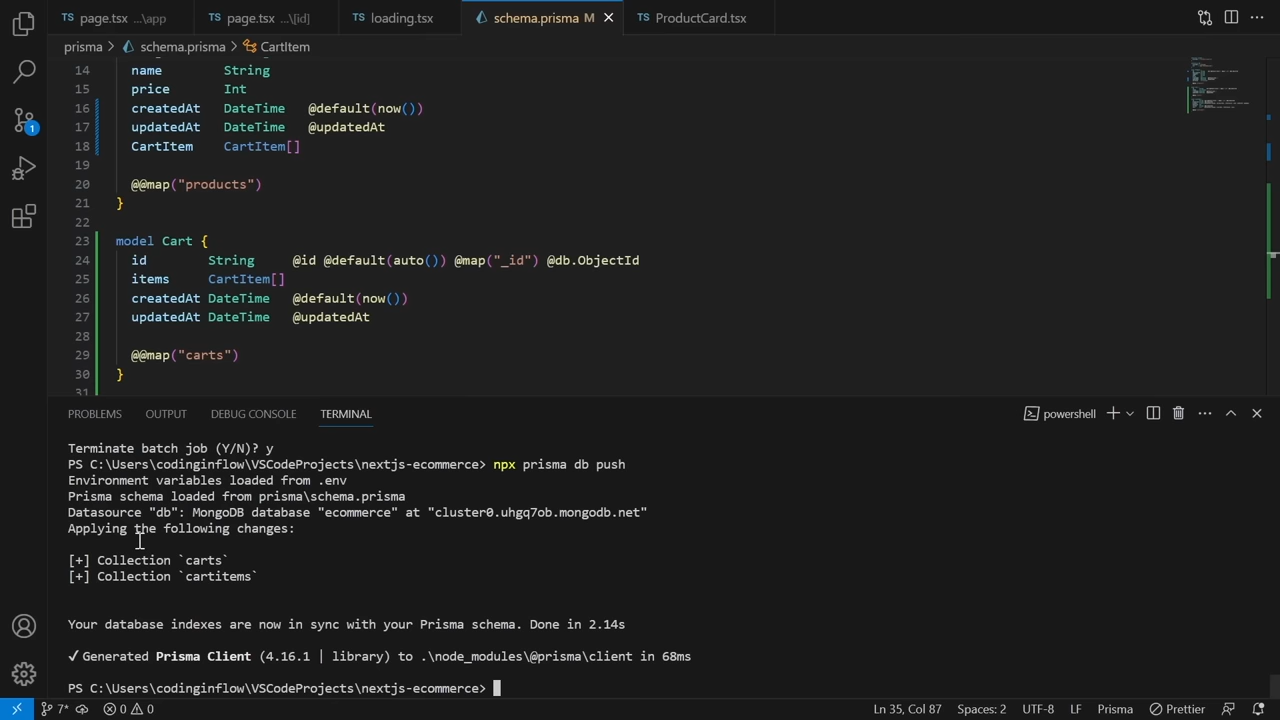 page.tsx ...\app
page.tsx ...\[id]
loading.tsx
schema.prisma M
ProductCard.tsx
prisma > schema.prisma > CartItem
14 name String
15 price Int
16 createdAt DateTime @default(now())
17 updatedAt DateTime @updatedAt
18 CartItem CartItem[]
19
20 @@map("products")
21 }
22
23 model Cart {
24 id String @id @default(auto()) @map("_id") @db.ObjectId
25 items CartItem[]
26 createdAt DateTime @default(now())
27 updatedAt DateTime @updatedAt
28
29 @@map("carts")
30 }
31
1
PROBLEMS OUTPUT DEBUG CONSOLE TERMINAL
powershell
Terminate batch job (Y/N)? y
PS C:\Users\codinginflow\VSCodeProjects\nextjs-ecommerce> npx prisma db push
Environment variables loaded from .env
Prisma schema loaded from prisma\schema.prisma
Datasource "db": MongoDB database "ecommerce" at "cluster0.uhgq7ob.mongodb.net"
Applying the following changes:
[+] Collection `carts`
[+] Collection `cartitems`
Your database indexes are now in sync with your Prisma schema. Done in 2.14s
✓ Generated Prisma Client (4.16.1 | library) to .\node_modules\@prisma\client in 68ms
PS C:\Users\codinginflow\VSCodeProjects\nextjs-ecommerce>
7* 0 0 Ln 35, Col 87 Spaces: 2 UTF-8 LF Prisma Prettier